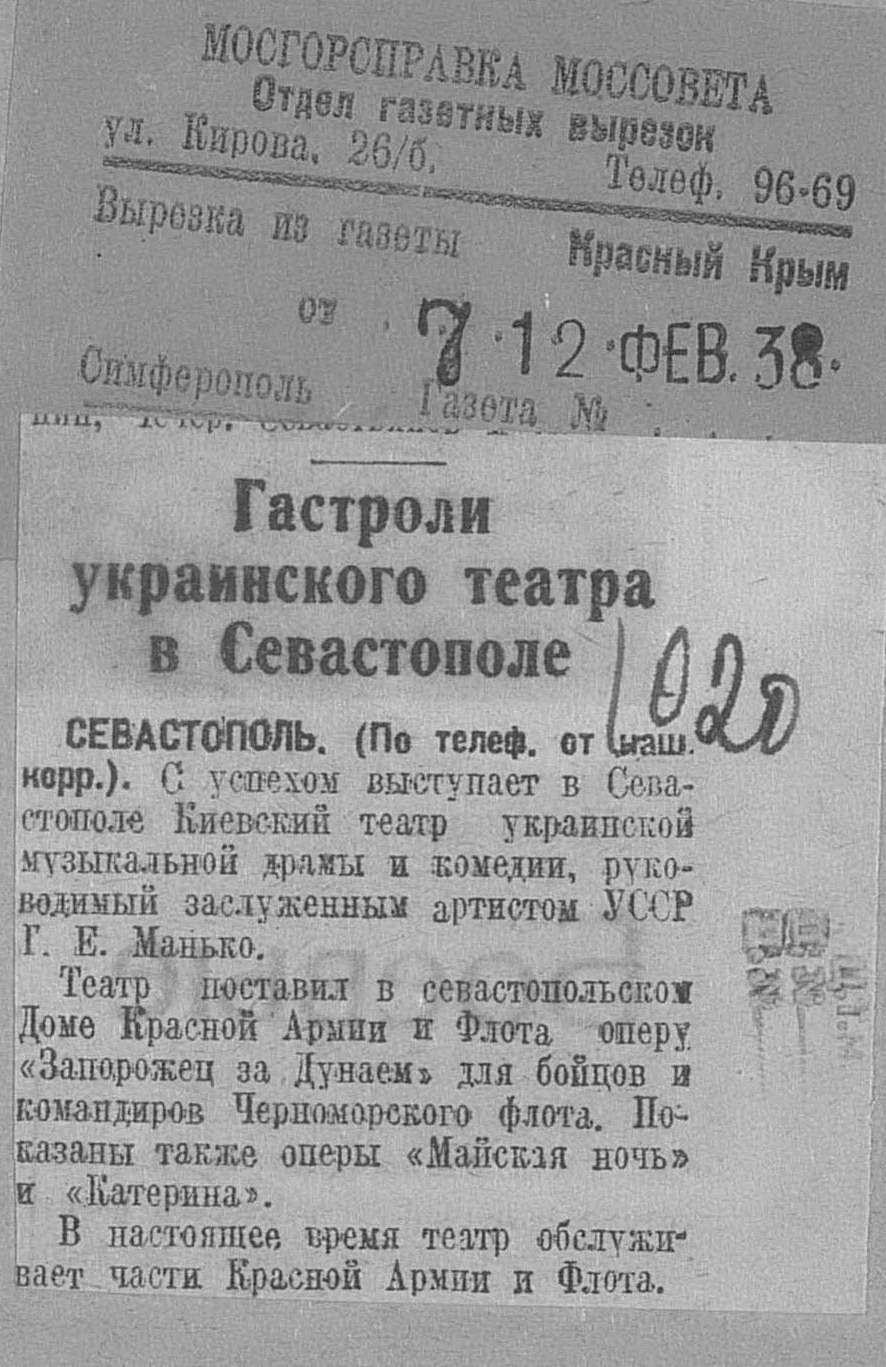 МОСГОРСПРАВКА МОССОВЕТА
Отдел газетных вырезок
ул. Кирова, 26/б. Телеф. 96-69
Вырезка из газеты Красный Крым
от 7 12 ФЕВ. 38.
Симферополь Газета №
Гастроли
украинского театра
в Севастополе
1020
СЕВАСТОПОЛЬ. (По телеф. от наш.
корр.). С успехом выступает в Сева-
стополе Киевский театр украинской
музыкальной драмы и комедии, руко-
водимый заслуженным артистом УССР
Г. Е. Манько.
Театр поставил в севастопольском
Доме Красной Армии и Флота оперу
«Запорожец за Дунаем» для бойцов и
командиров Черноморского флота. По-
казаны также оперы «Майская ночь»
и «Катерина».
В настоящее время театр обслужи-
вает части Красной Армии и Флота.